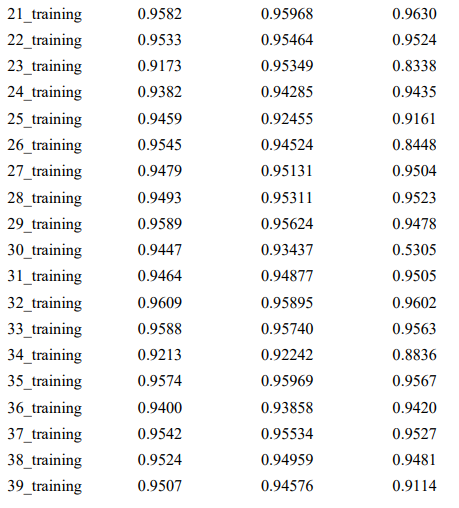 21_training 0.9582 0.95968 0.9630
22_training 0.9533 0.95464 0.9524
23_training 0.9173 0.95349 0.8338
24_training 0.9382 0.94285 0.9435
25_training 0.9459 0.92455 0.9161
26_training 0.9545 0.94524 0.8448
27_training 0.9479 0.95131 0.9504
28_training 0.9493 0.95311 0.9523
29_training 0.9589 0.95624 0.9478
30_training 0.9447 0.93437 0.5305
31_training 0.9464 0.94877 0.9505
32_training 0.9609 0.95895 0.9602
33_training 0.9588 0.95740 0.9563
34_training 0.9213 0.92242 0.8836
35_training 0.9574 0.95969 0.9567
36_training 0.9400 0.93858 0.9420
37_training 0.9542 0.95534 0.9527
38_training 0.9524 0.94959 0.9481
39_training 0.9507 0.94576 0.9114